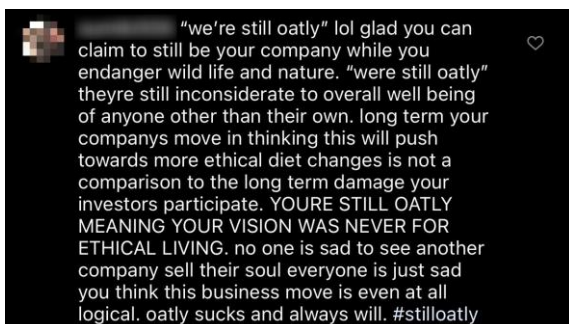 “we’re still oatly” lol glad you can
claim to still be your company while you
endanger wild life and nature. “were still oatly”
theyre still inconsiderate to overall well being
of anyone other than their own. long term your
companys move in thinking this will push
towards more ethical diet changes is not a
comparison to the long term damage your
investors participate. YOURE STILL OATLY
MEANING YOUR VISION WAS NEVER FOR
ETHICAL LIVING. no one is sad to see another
company sell their soul everyone is just sad
you think this business move is even at all
logical. oatly sucks and always will. #stilloatly